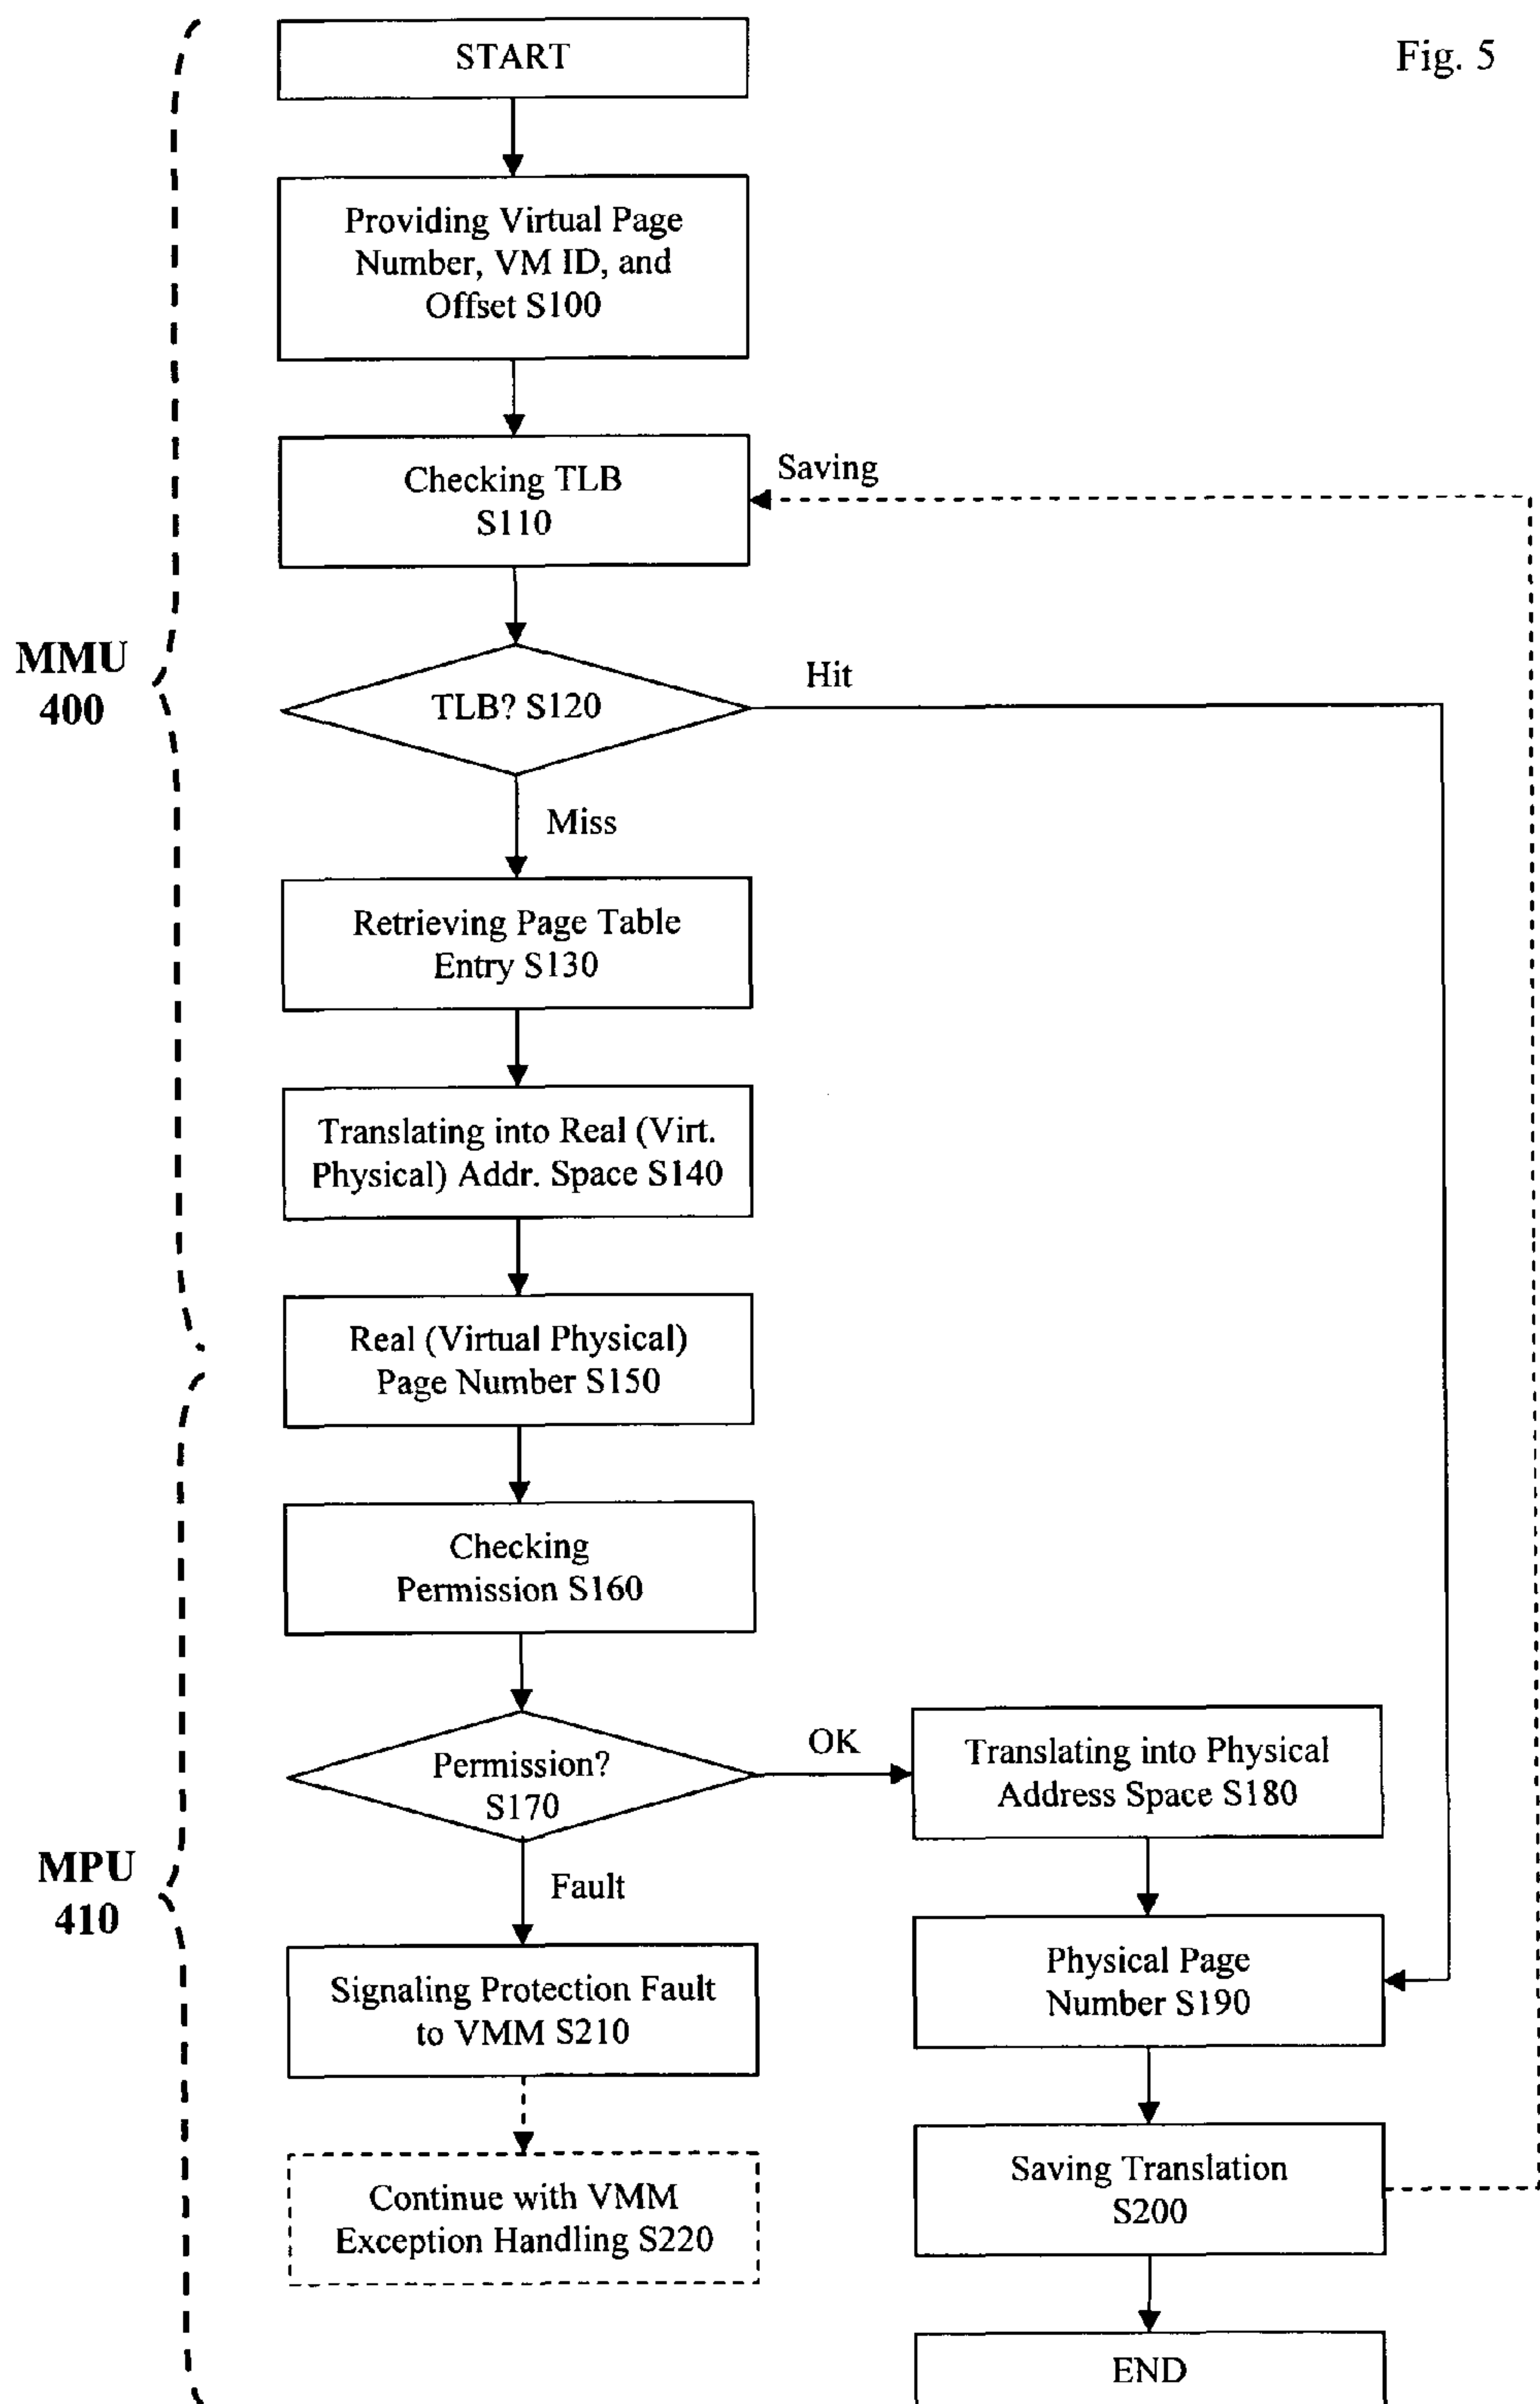 START
Fig. 5
Providing Virtual Page
Number, VM ID, and
Offset S100
Checking TLB
S110
Saving
MMU
400
TLB? S120
Hit
Miss
Retrieving Page Table
Entry S130
Translating into Real (Virt.
Physical) Addr. Space S140
Real (Virtual Physical)
Page Number S150
Checking
Permission S160
Permission?
S170
OK
Translating into Physical
Address Space S180
MPU
410
Fault
Signaling Protection Fault
to VMM S210
Physical Page
Number S190
Continue with VMM
Exception Handling S220
Saving Translation
S200
END